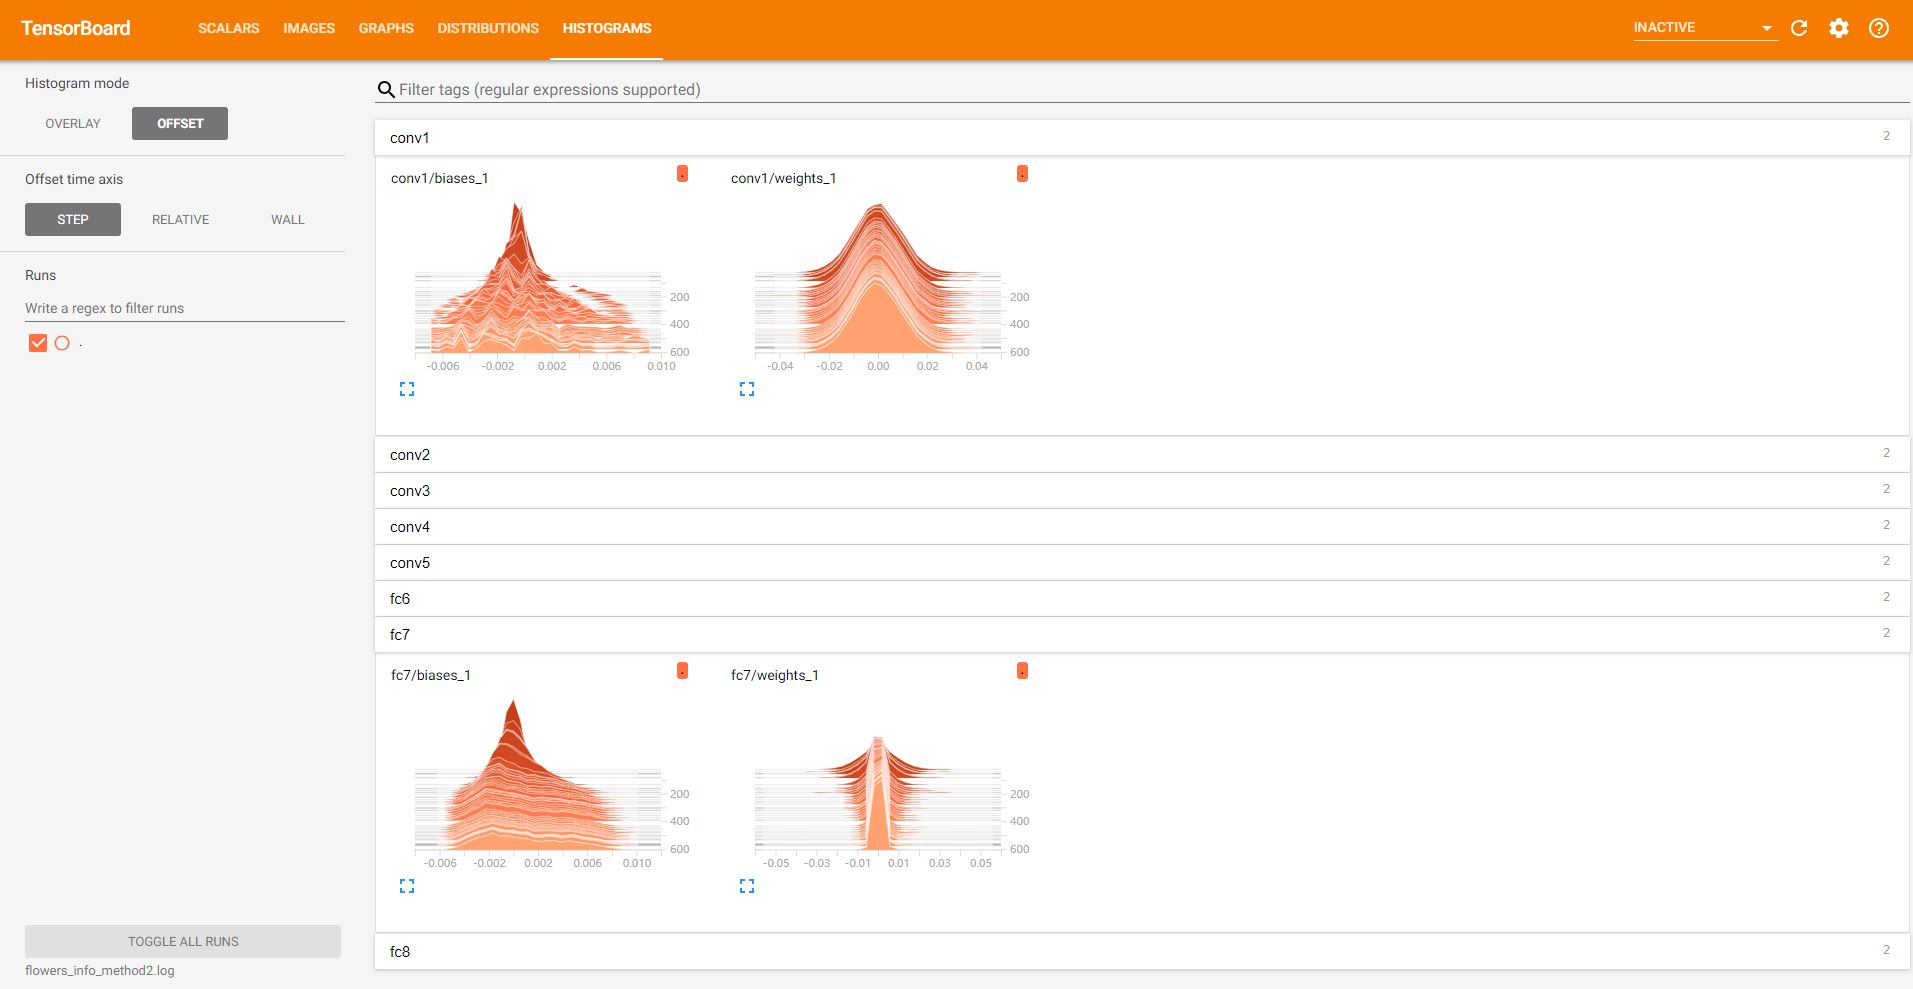 TensorBoard SCALARS IMAGES GRAPHS DISTRIBUTIONS HISTOGRAMS INACTIVE
Histogram mode
OVERLAY OFFSET
Offset time axis
STEP RELATIVE WALL
Runs
Write a regex to filter runs
.
TOGGLE ALL RUNS
flowers_info_method2.log
Filter tags (regular expressions supported)
conv1 2
conv1/biases_1 .
200
400
600
-0.006 -0.002 0.002 0.006 0.010
conv1/weights_1 .
200
400
600
-0.04 -0.02 0.00 0.02 0.04
conv2 2
conv3 2
conv4 2
conv5 2
fc6 2
fc7 2
fc7/biases_1 .
200
400
600
-0.006 -0.002 0.002 0.006 0.010
fc7/weights_1 .
200
400
600
-0.05 -0.03 -0.01 0.01 0.03 0.05
fc8 2